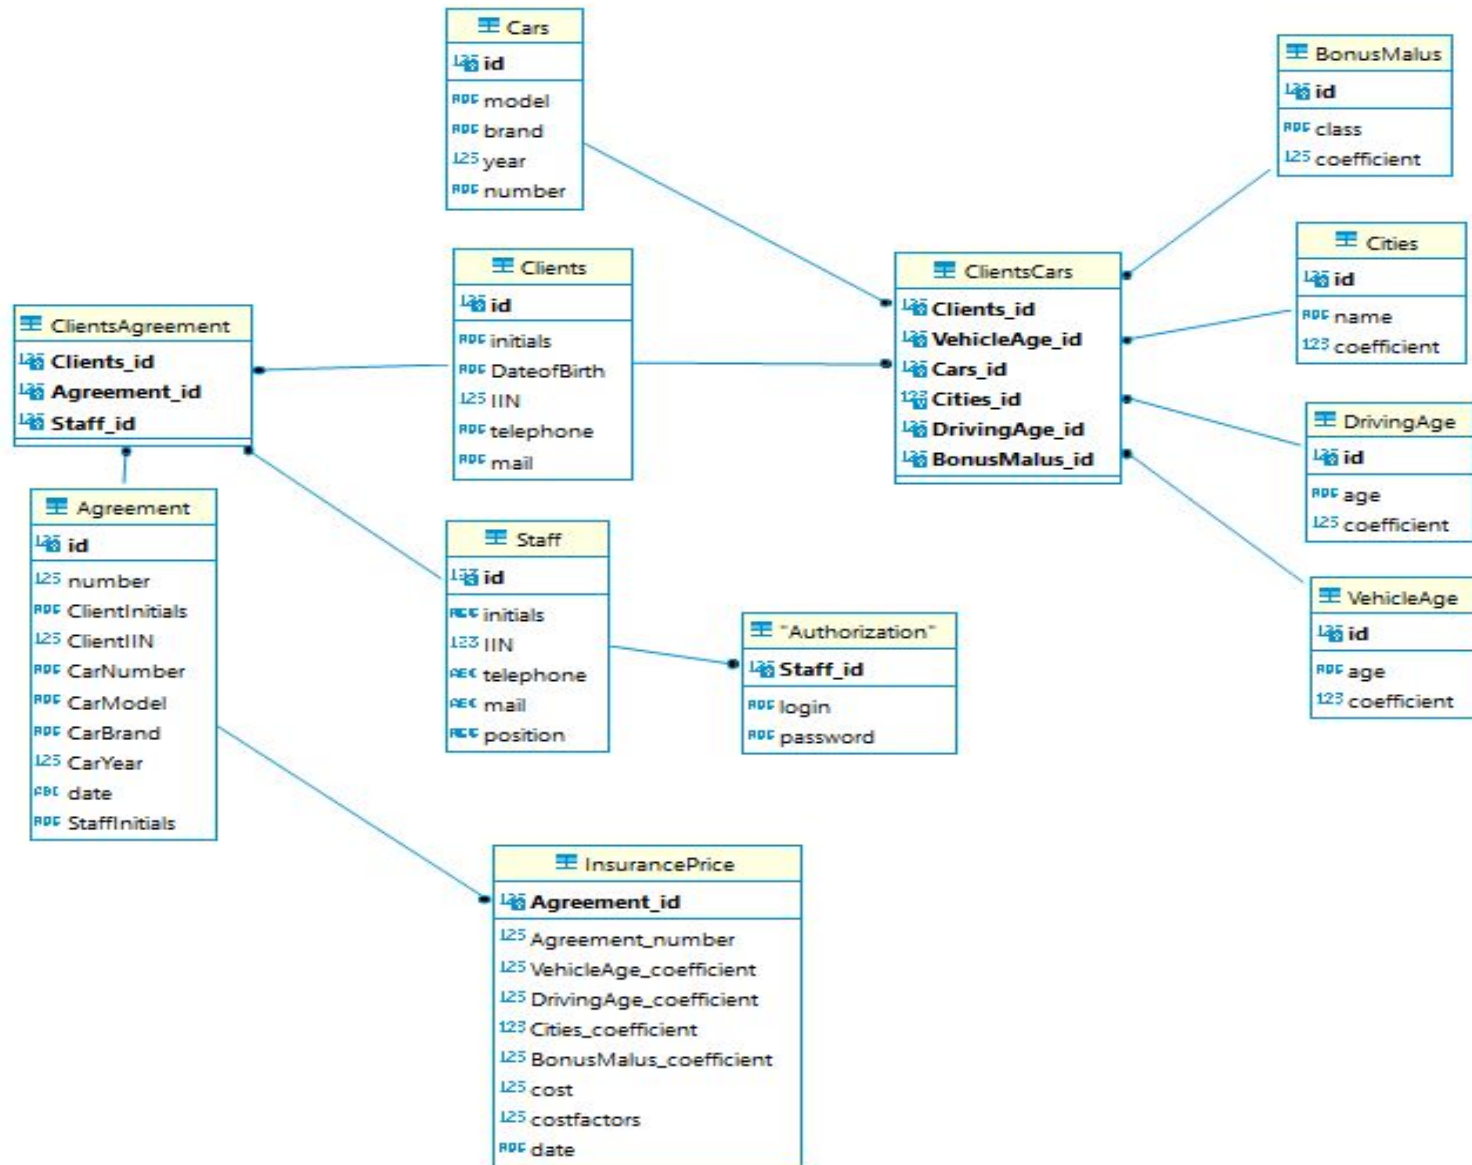 Cars
id
model
brand
year
number
BonusMalus
id
class
coefficient
Cities
id
name
coefficient
Clients
id
initials
DateofBirth
IIN
telephone
mail
ClientsCars
Clients_id
VehicleAge_id
Cars_id
Cities_id
DrivingAge_id
BonusMalus_id
ClientsAgreement
Clients_id
Agreement_id
Staff_id
DrivingAge
id
age
coefficient
Agreement
id
number
ClientInitials
ClientIIN
CarNumber
CarModel
CarBrand
CarYear
date
StaffInitials
Staff
id
initials
IIN
telephone
mail
position
"Authorization"
Staff_id
login
password
VehicleAge
id
age
coefficient
InsurancePrice
Agreement_id
Agreement_number
VehicleAge_coefficient
DrivingAge_coefficient
Cities_coefficient
BonusMalus_coefficient
cost
costfactors
date